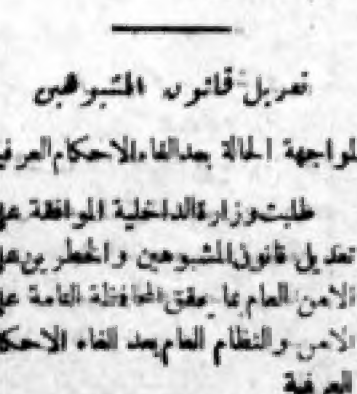 تعديل قانون المشبوهين
لمواجهة الحالة بعد الغاء الاحكام العرفية
طلبت وزارة الداخلية الموافقة على
تعديل قانون المشبوهين والخطرين على
الامن العام بما يحقق المحافظة التامة على
الامن والنظام العام بعد الغاء الاحكام
العرفية